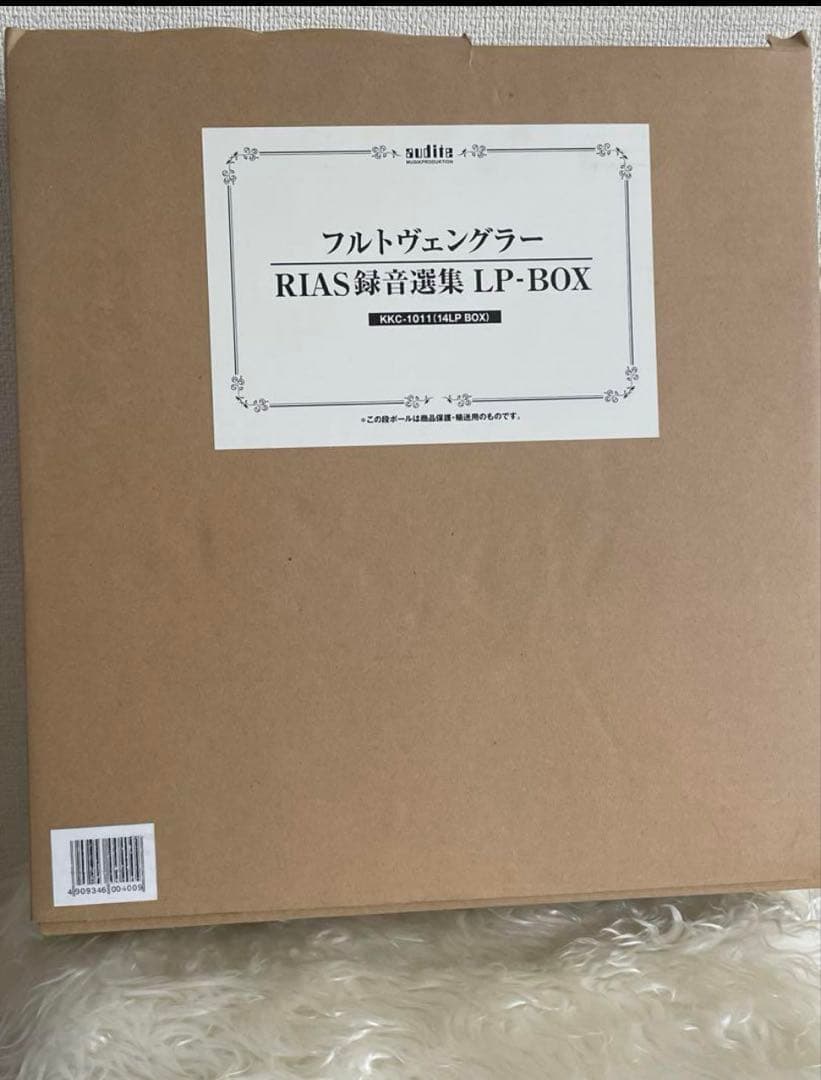 audite
MUSIKPRODUKTION
フルトヴェングラー
RIAS録音選集 LP-BOX
KKC-1011(14LP BOX)
*この段ボールは商品保護・輸送用のものです。
4909346004009